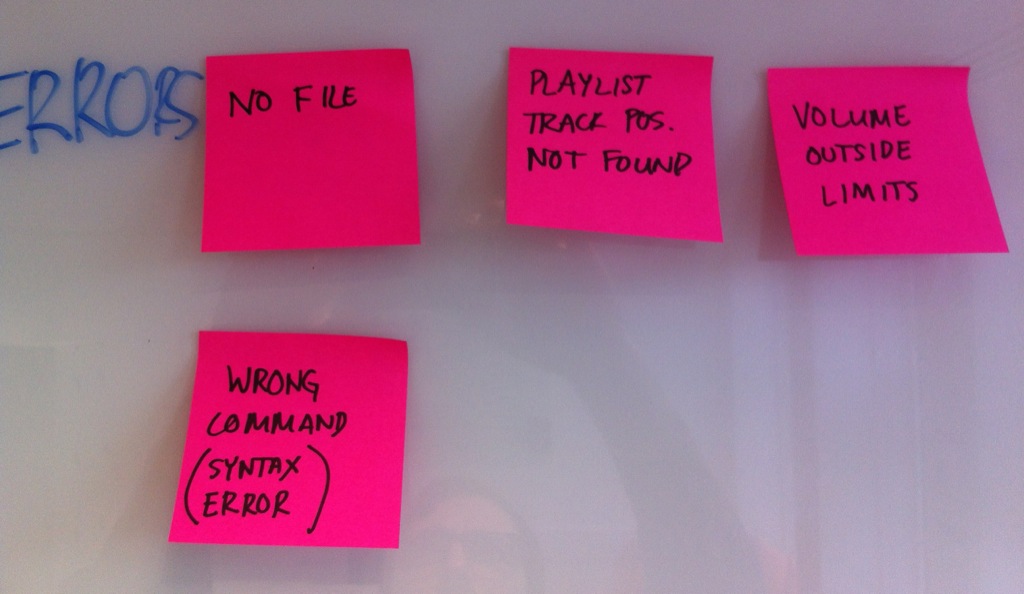 ERRORS
NO FILE
PLAYLIST
TRACK POS.
NOT FOUND
VOLUME
OUTSIDE
LIMITS
WRONG
COMMAND
(SYNTAX
ERROR)